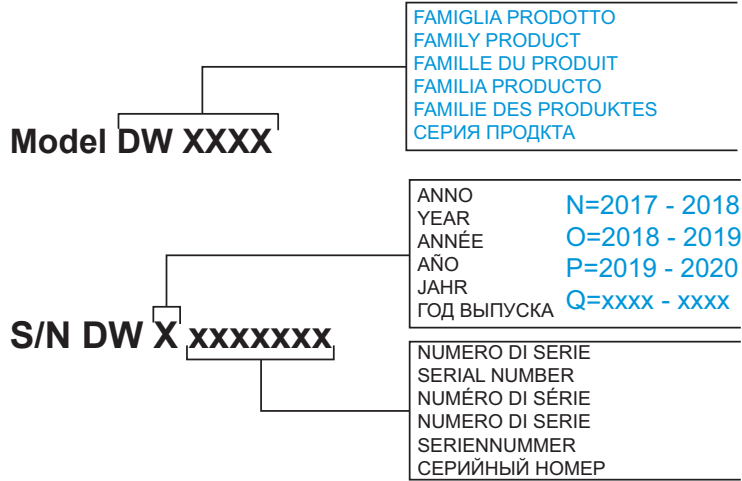 FAMIGLIA PRODOTTO
FAMILY PRODUCT
FAMILLE DU PRODUIT
FAMILIA PRODUCTO
FAMILIE DES PRODUKTES
СЕРИЯ ПРОДКТА
Model DW XXXX
ANNO
YEAR
ANNÉE
AÑO
JAHR
ГОД ВЫПУСКА
N=2017 - 2018
O=2018 - 2019
P=2019 - 2020
Q=xxxx - xxxx
S/N DW X xxxxxxx
NUMERO DI SERIE
SERIAL NUMBER
NUMÉRO DI SÉRIE
NUMERO DI SERIE
SERIENNUMMER
СЕРИЙНЫЙ НОМЕР